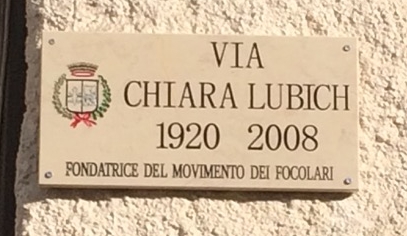 VIA
CHIARA LUBICH
1920 2008
FONDATRICE DEL MOVIMENTO DEI FOCOLARI